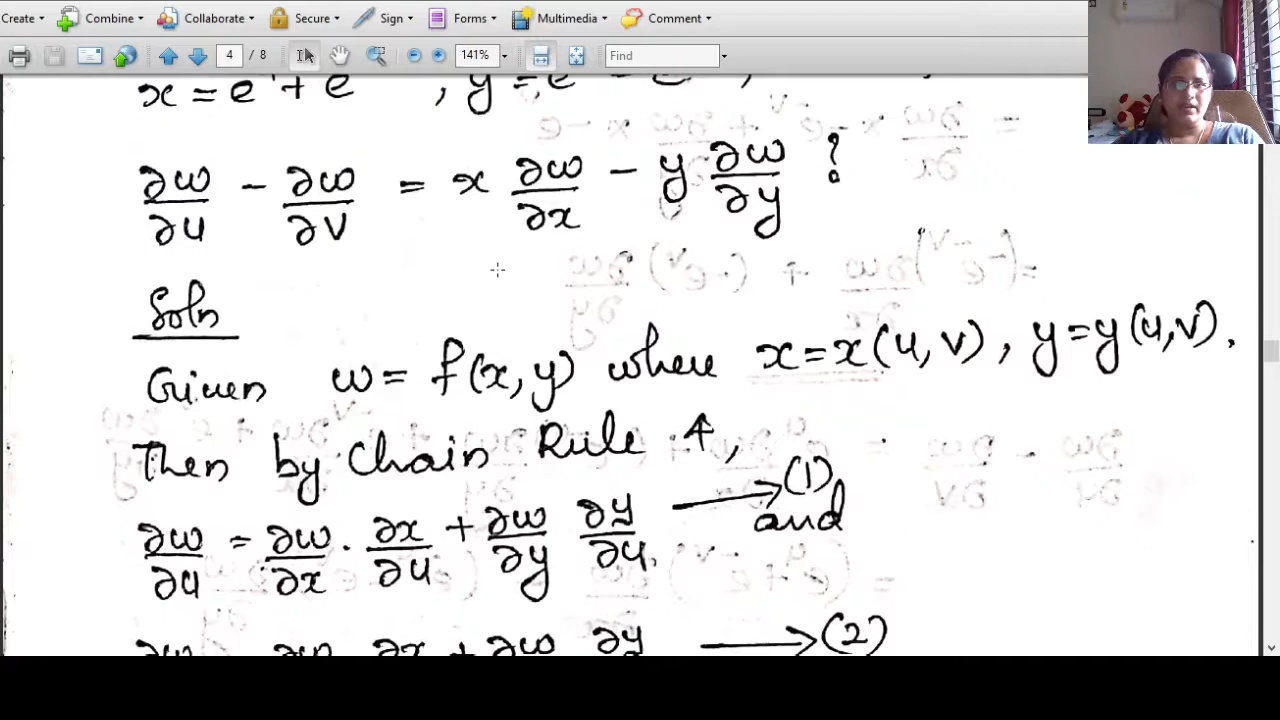 Create Combine Collaborate Secure Sign Forms Multimedia Comment
4 / 8 141% Find
x = e + e , y = e - e ,
∂w/∂u - ∂w/∂v = x ∂w/∂x - y ∂w/∂y ?
Soln
Given w = f(x, y) where x = x(u, v), y = y(u, v).
Then by Chain Rule 4,
∂w/∂u = ∂w/∂x · ∂x/∂u + ∂w/∂y ∂y/∂u. → (1)
and
∂w ∂w ∂x + ∂w ∂y → (2)